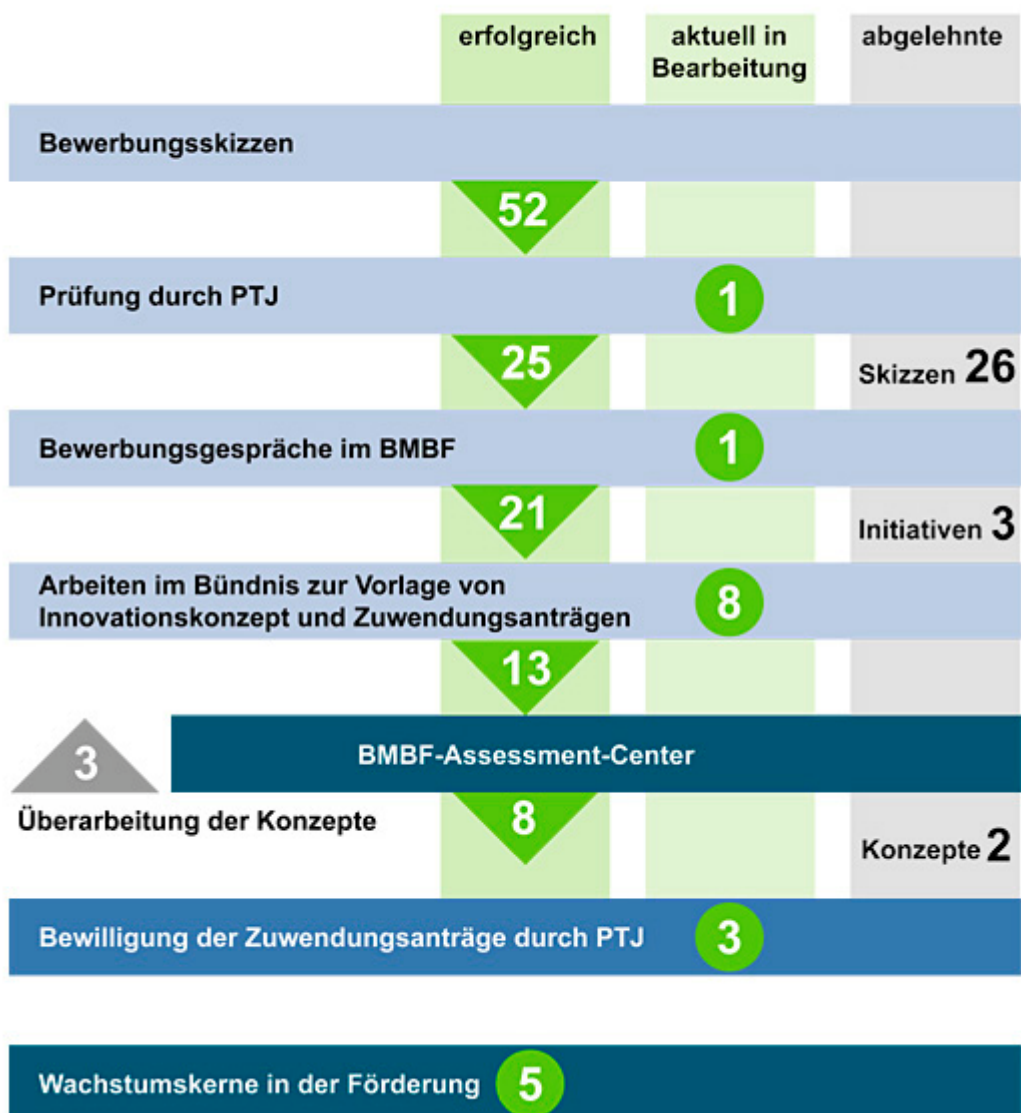 erfolgreich
aktuell in
Bearbeitung
abgelehnte
Bewerbungsskizzen
52
Prüfung durch PTJ
1
25
Skizzen 26
Bewerbungsgespräche im BMBF
1
21
Initiativen 3
Arbeiten im Bündnis zur Vorlage von
Innovationskonzept und Zuwendungsanträgen
8
13
3
BMBF-Assessment-Center
Überarbeitung der Konzepte
8
Konzepte 2
Bewilligung der Zuwendungsanträge durch PTJ
3
Wachstumskerne in der Förderung 5